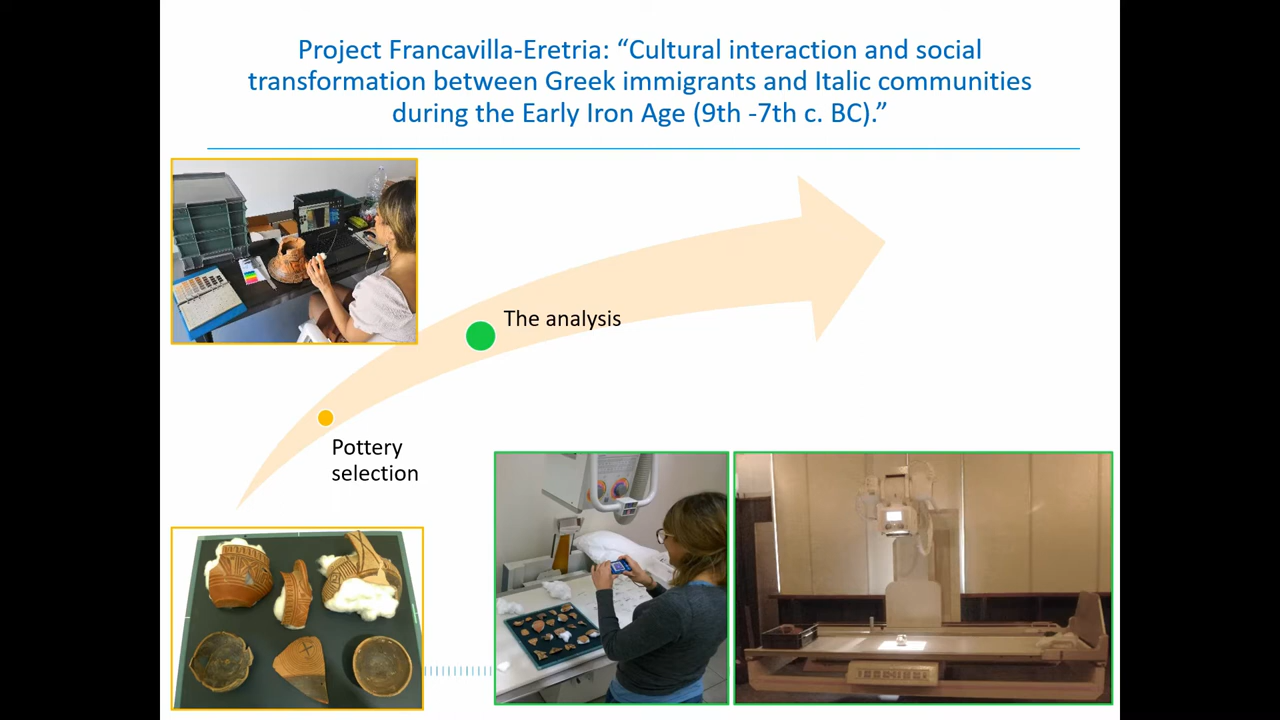 Project Francavilla-Eretria: “Cultural interaction and social
transformation between Greek immigrants and Italic communities
during the Early Iron Age (9th -7th c. BC).”
The analysis
Pottery
selection